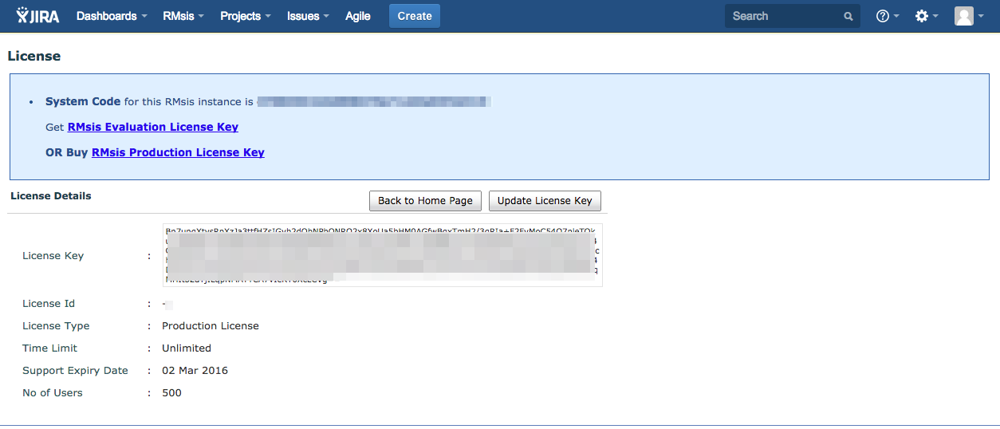 JIRA Dashboards RMsis Projects Issues Agile Create Search
License
• System Code for this RMsis instance is
Get RMsis Evaluation License Key
OR Buy RMsis Production License Key
License Details Back to Home Page Update License Key
License Key :
License Id : -
License Type : Production License
Time Limit : Unlimited
Support Expiry Date : 02 Mar 2016
No of Users : 500